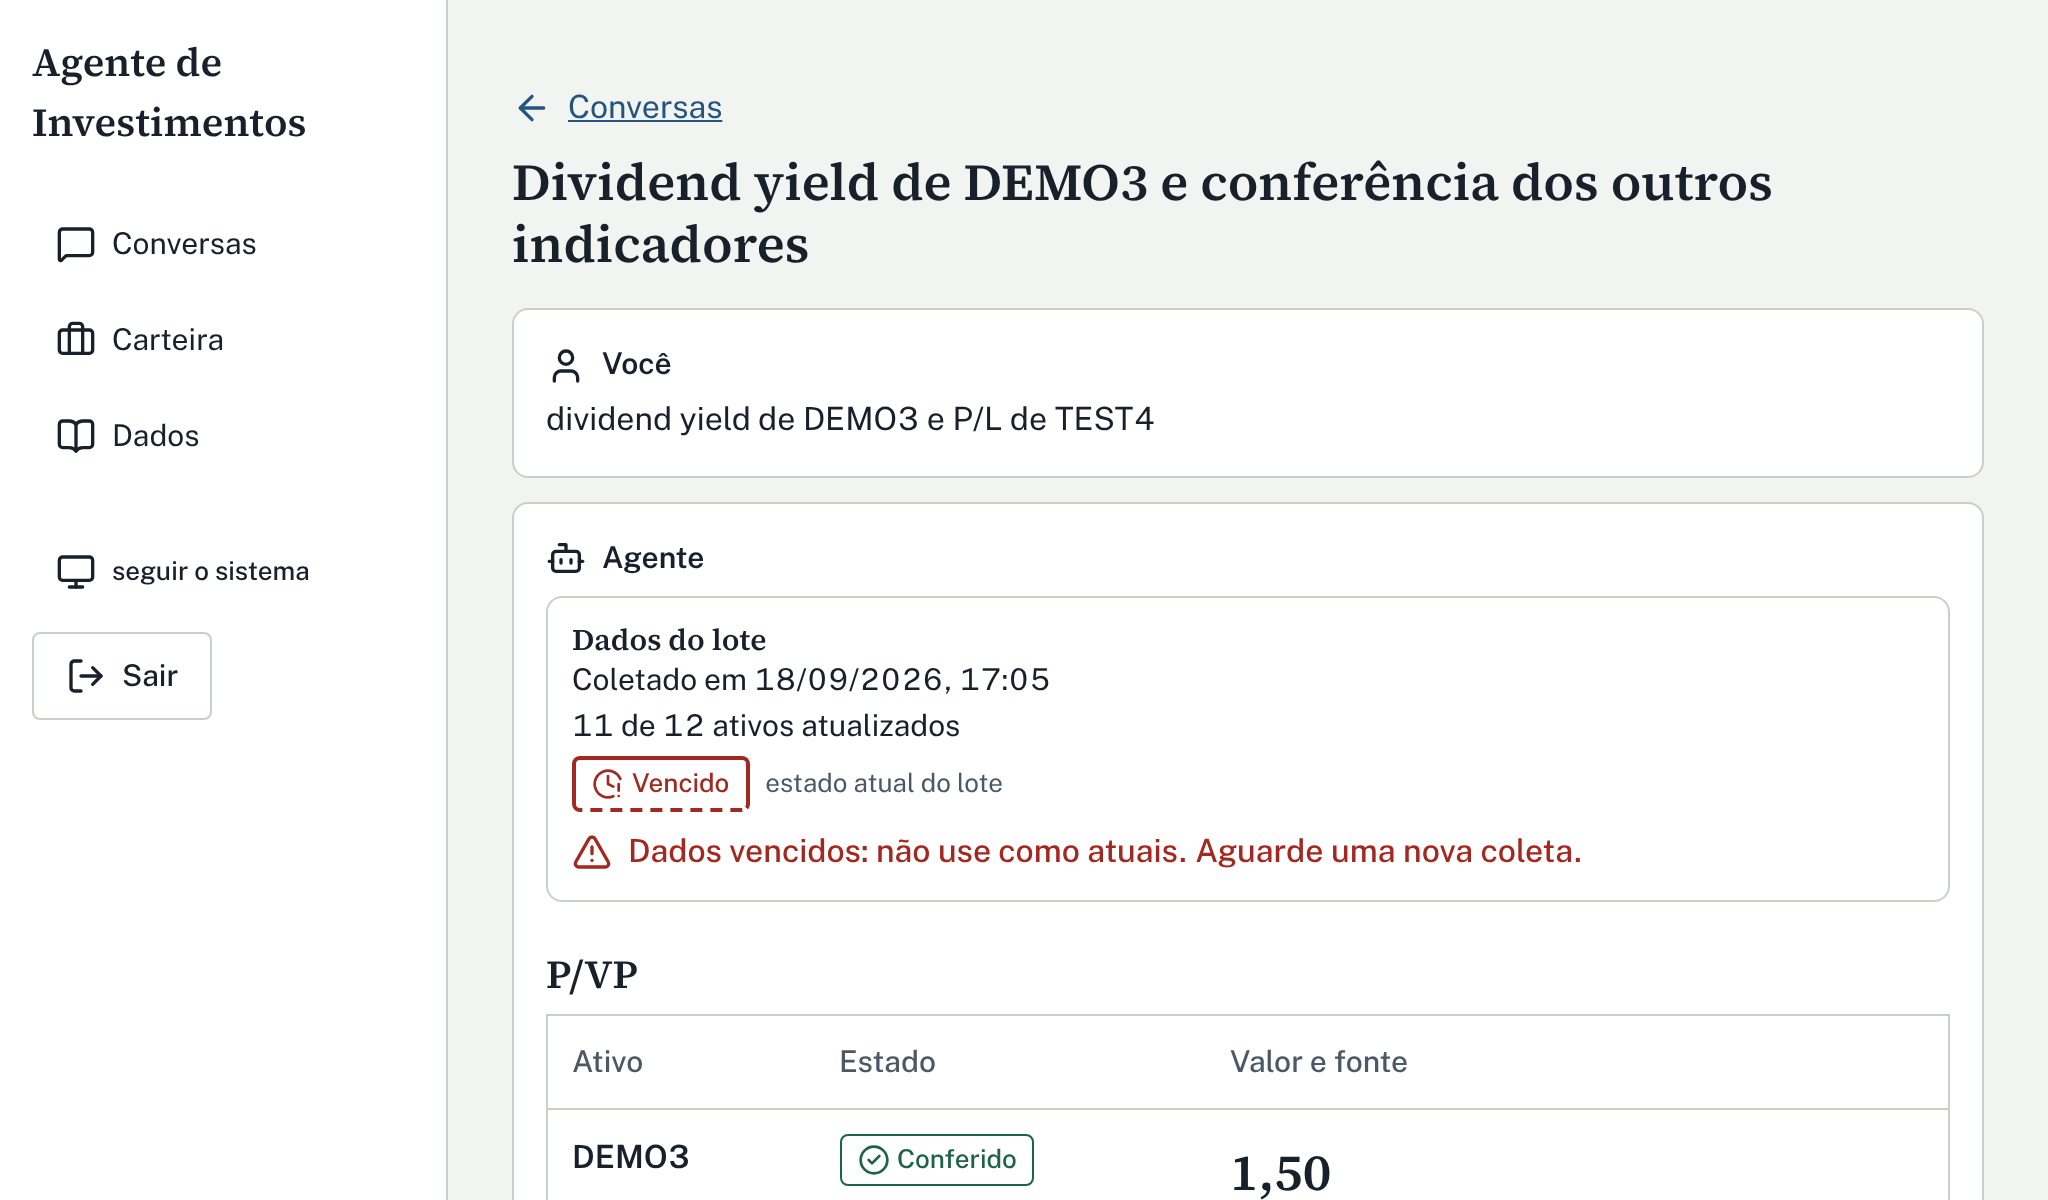 Agente de
Investimentos
Conversas
Carteira
Dados
seguir o sistema
Sair
Conversas
Dividend yield de DEMO3 e conferência dos outros
indicadores
Você
dividend yield de DEMO3 e P/L de TEST4
Agente
Dados do lote
Coletado em 18/09/2026, 17:05
11 de 12 ativos atualizados
Vencido estado atual do lote
Dados vencidos: não use como atuais. Aguarde uma nova coleta.
P/VP
Ativo Estado Valor e fonte
DEMO3 Conferido 1,50